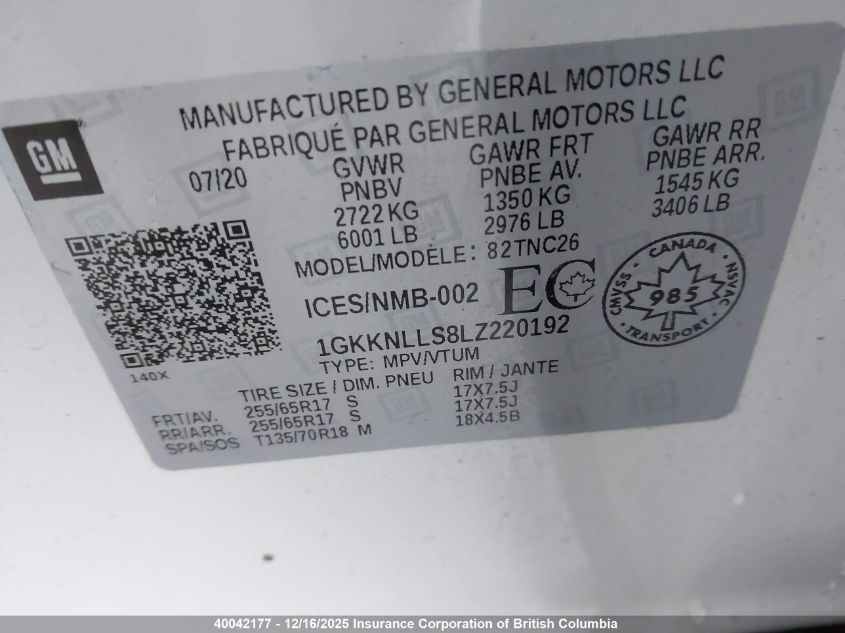 MANUFACTURED BY GENERAL MOTORS LLC
FABRIQUÉ PAR GENERAL MOTORS LLC
GM
07/20
GVWR
PNBV
2722 KG
6001 LB
GAWR FRT
PNBE AV.
1350 KG
2976 LB
GAWR RR
PNBE ARR.
1545 KG
3406 LB
MODEL/MODÈLE: 82TNC26
ICES/NMB-002 EC
CANADA
CMVSS 985 NSVAC
TRANSPORT
1GKKNLLS8LZ220192
TYPE: MPV/VTUM
140X
TIRE SIZE / DIM. PNEU RIM / JANTE
FRT/AV. 255/65R17 S 17X7.5J
RR/ARR. 255/65R17 S 17X7.5J
SPA/SOS T135/70R18 M 18X4.5B
40042177 - 12/16/2025 Insurance Corporation of British Columbia